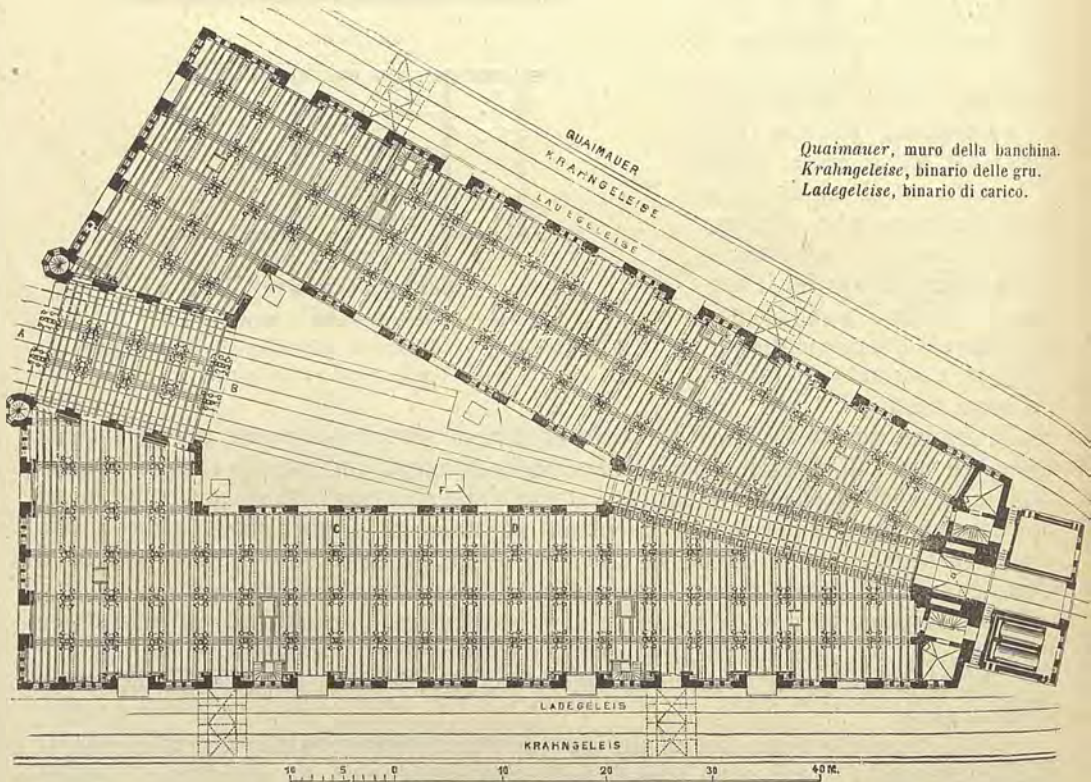 QUAIMAUER
KRAHNGELEISE
LADEGELEISE
Quaimauer, muro della banchina.
Krahngeleise, binario delle gru.
Ladegeleise, binario di carico.
A
B
C
D
F
LADEGELEIS
KRAHNGELEIS
10 5 0 10 20 30 40 M.